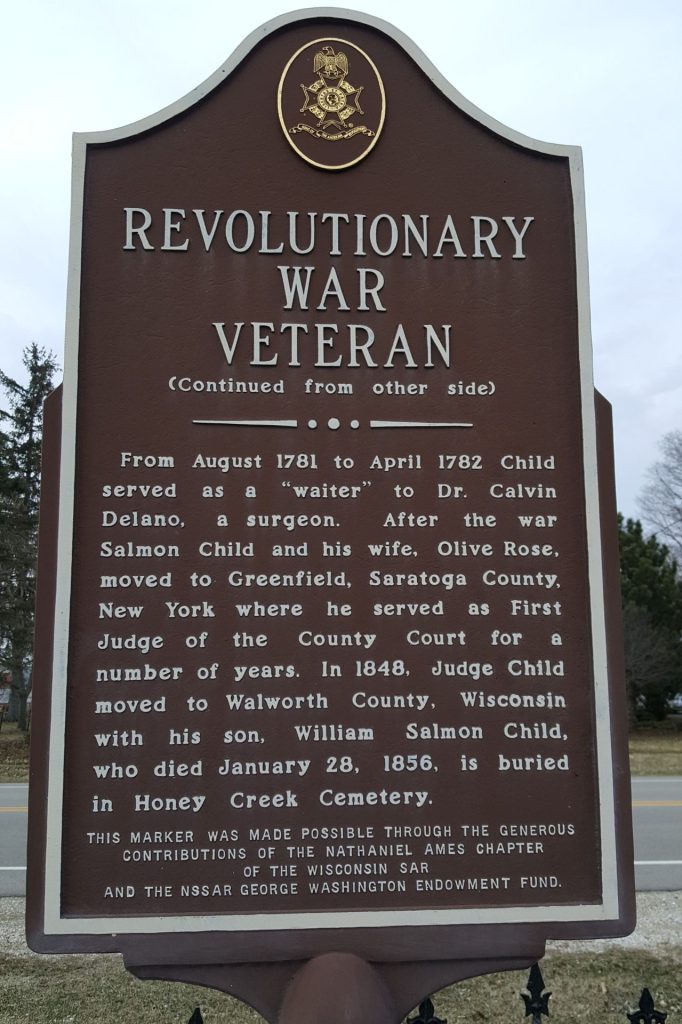 REVOLUTIONARY
WAR
VETERAN
(Continued from other side)
From August 1781 to April 1782 Child
served as a "waiter" to Dr. Calvin
Delano, a surgeon. After the war
Salmon Child and his wife, Olive Rose,
moved to Greenfield, Saratoga County,
New York where he served as First
Judge of the County Court for a
number of years. In 1848, Judge Child
moved to Walworth County, Wisconsin
with his son, William Salmon Child,
who died January 28, 1856, is buried
in Honey Creek Cemetery.
THIS MARKER WAS MADE POSSIBLE THROUGH THE GENEROUS
CONTRIBUTIONS OF THE NATHANIEL AMES CHAPTER
OF THE WISCONSIN SAR
AND THE NSSAR GEORGE WASHINGTON ENDOWMENT FUND.